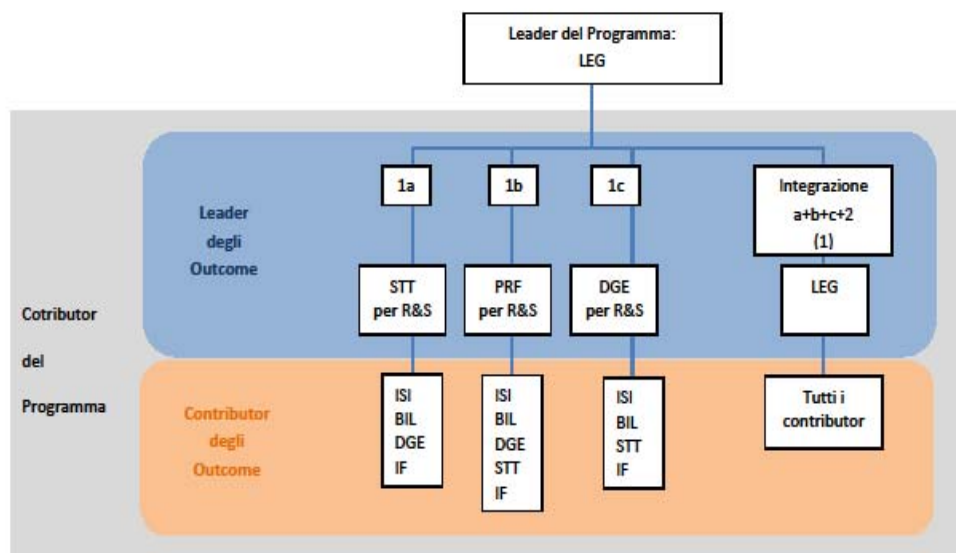 Leader del Programma:
LEG
1a
1b
1c
Integrazione
a+b+c+2
(1)
Leader
degli
Outcome
STT
per R&S
PRF
per R&S
DGE
per R&S
LEG
Cotributor
del
Programma
Contributor
degli
Outcome
ISI
BIL
DGE
IF
ISI
BIL
DGE
STT
IF
ISI
BIL
STT
IF
Tutti i
contributor